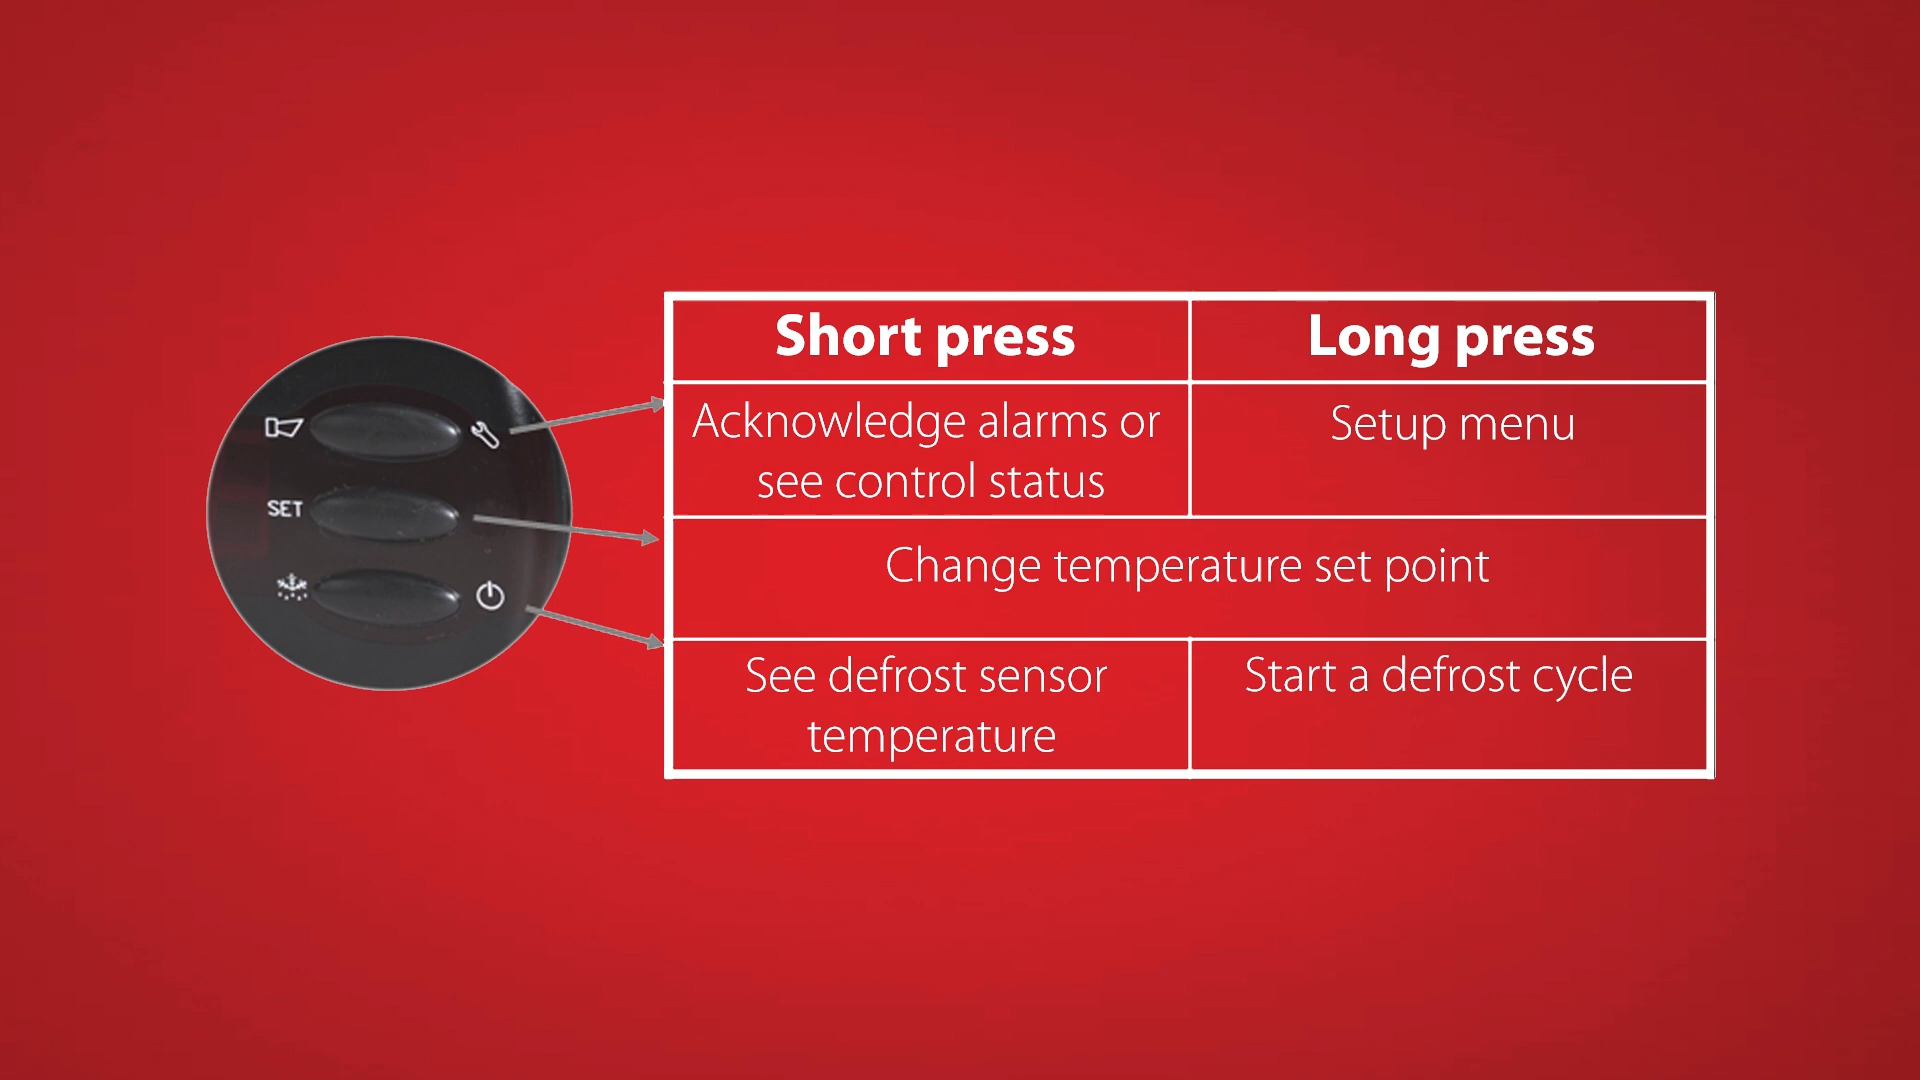 Short press
Long press
Acknowledge alarms or
see control status
Setup menu
SET
Change temperature set point
See defrost sensor
temperature
Start a defrost cycle